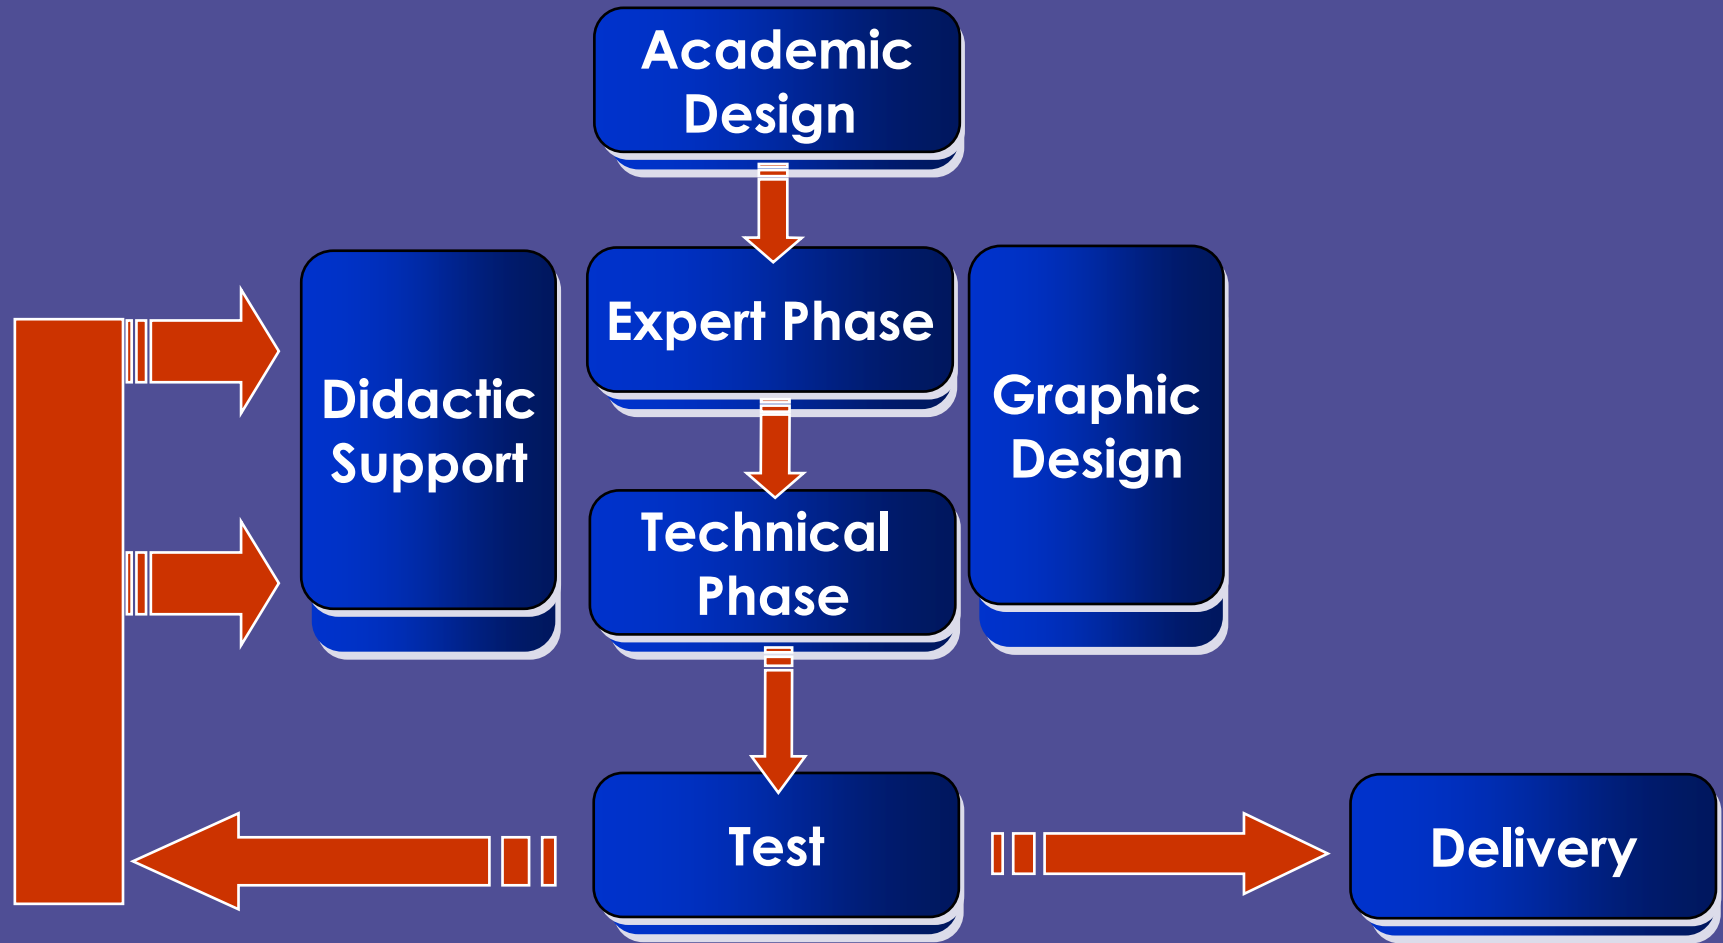 Academic
Design
Expert Phase
Didactic
Support
Graphic
Design
Technical
Phase
Test
Delivery